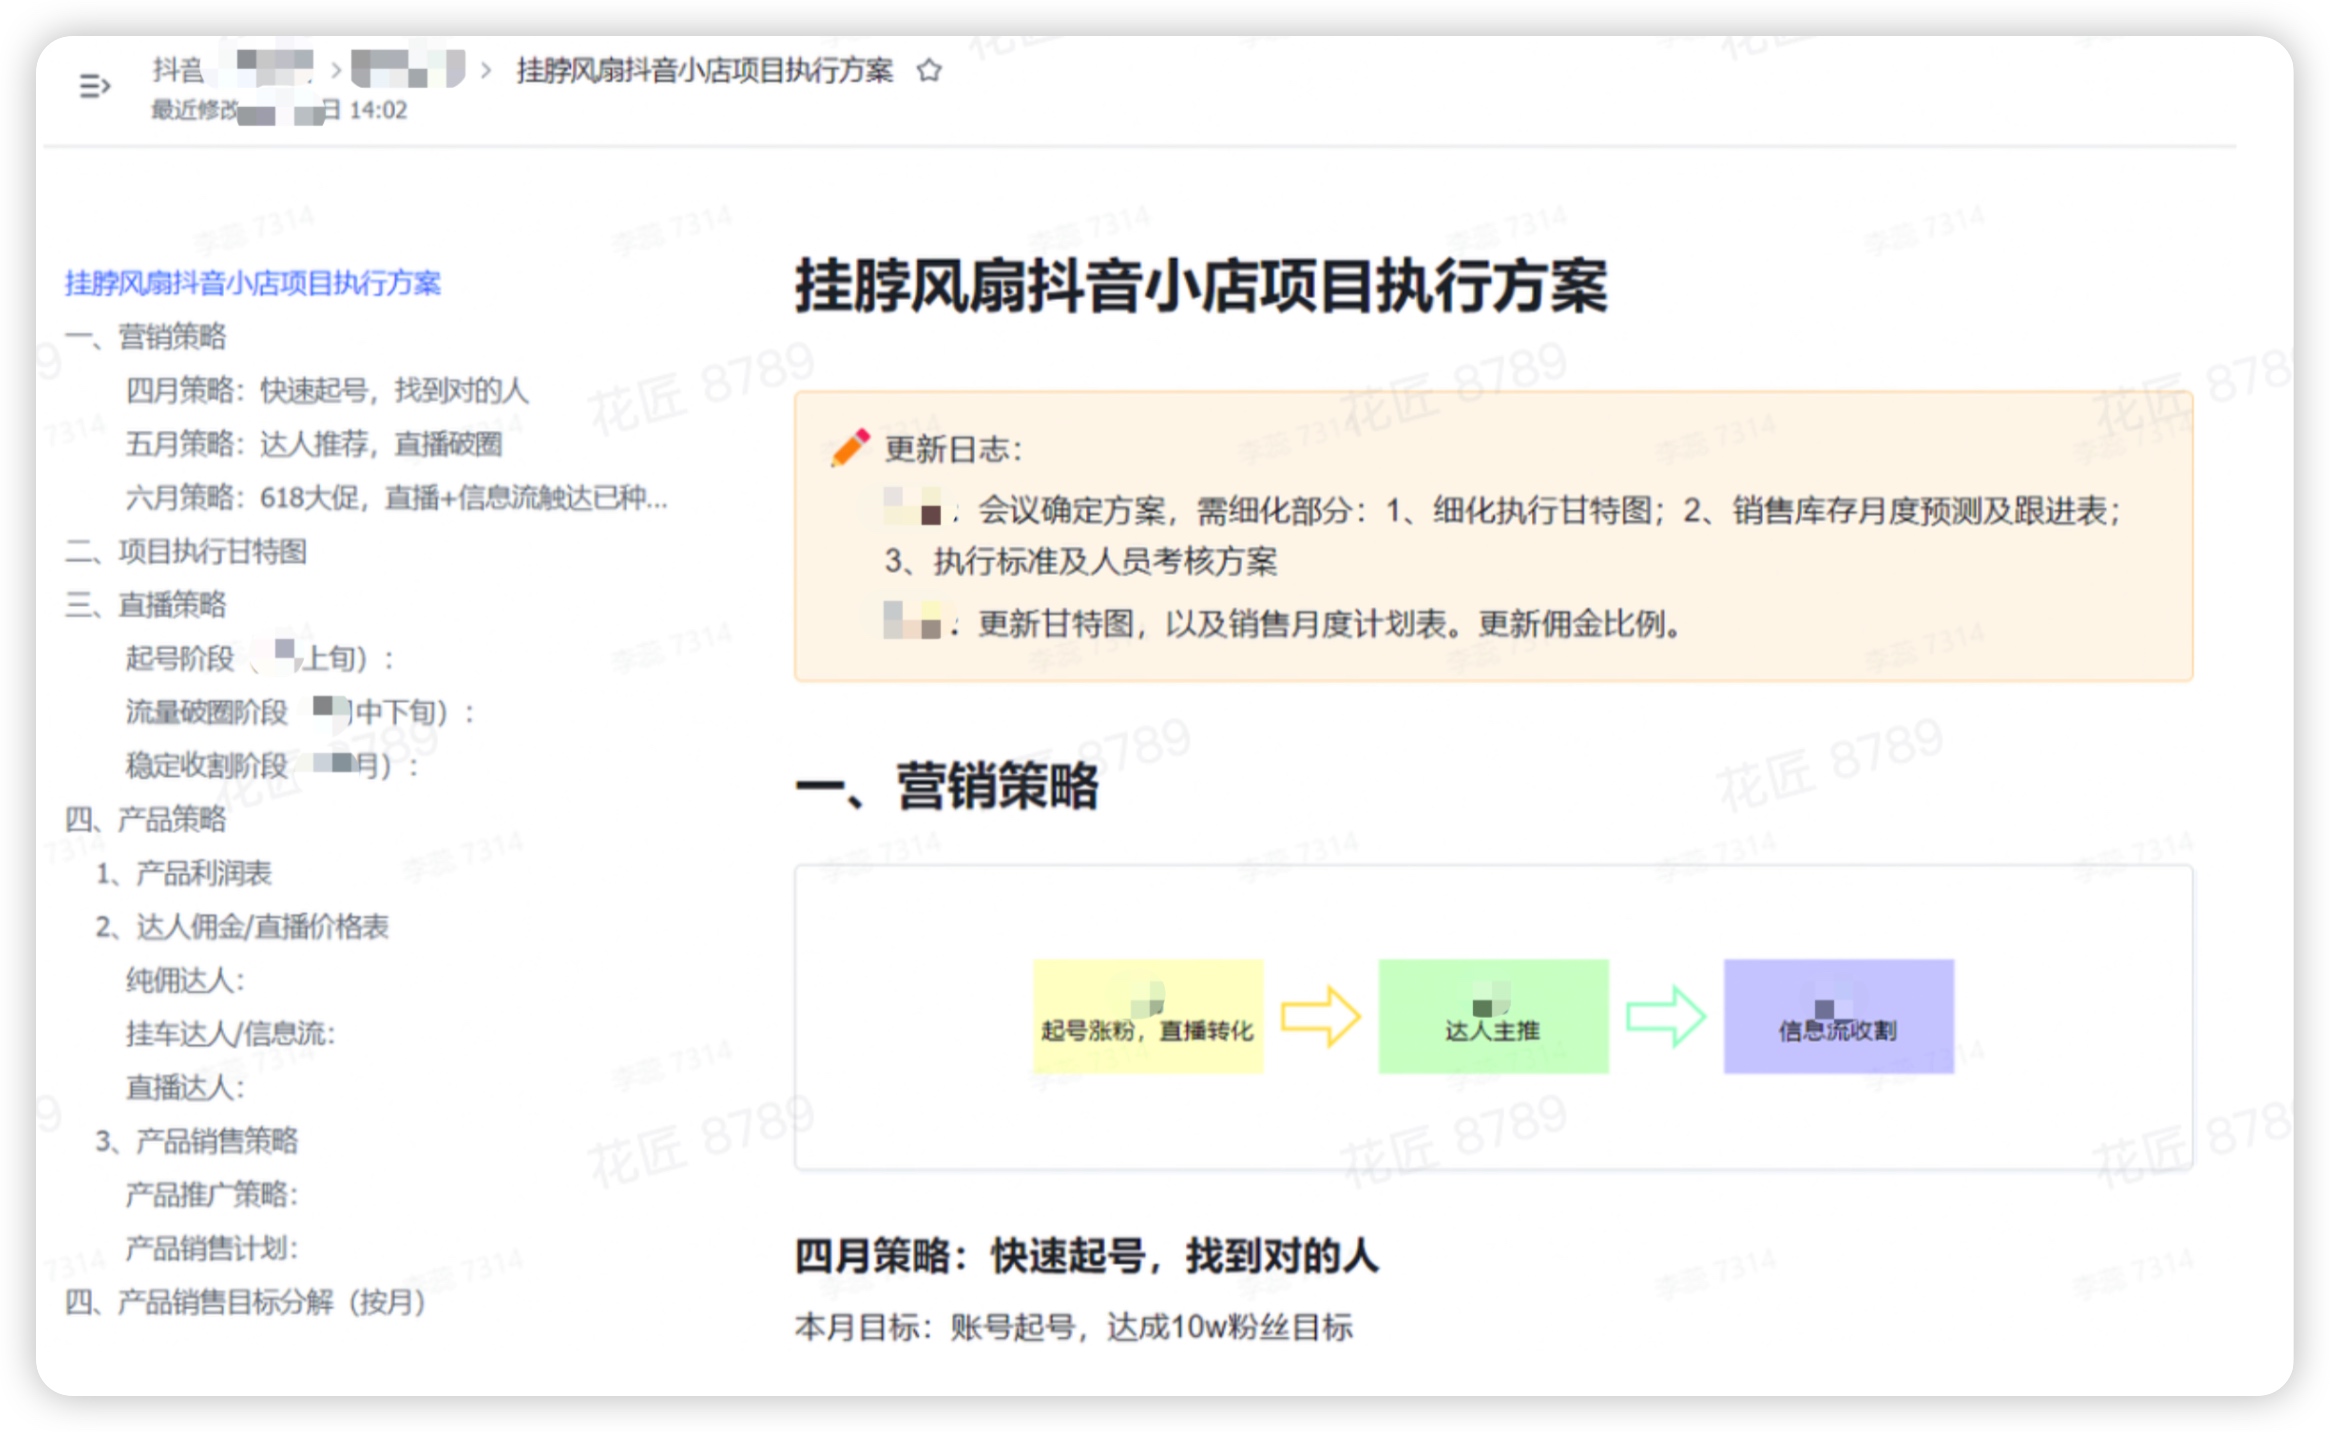 抖音
挂脖风扇抖音小店项目执行方案
最近修改 日 14:02
挂脖风扇抖音小店项目执行方案
一、营销策略
四月策略：快速起号，找到对的人
五月策略：达人推荐，直播破圈
六月策略：618大促，直播+信息流触达已种...
二、项目执行甘特图
三、直播策略
起号阶段（ 上旬）：
流量破圈阶段 中下旬）：
稳定收割阶段 月）：
四、产品策略
1、产品利润表
2、达人佣金/直播价格表
纯佣达人：
挂车达人/信息流：
直播达人：
3、产品销售策略
产品推广策略：
产品销售计划：
四、产品销售目标分解（按月）
挂脖风扇抖音小店项目执行方案
更新日志：
：会议确定方案，需细化部分：1、细化执行甘特图；2、销售库存月度预测及跟进表；
3、执行标准及人员考核方案
：更新甘特图，以及销售月度计划表。更新佣金比例。
一、营销策略
起号涨粉，直播转化
达人主推
信息流收割
四月策略：快速起号，找到对的人
本月目标：账号起号，达成10w粉丝目标
花匠 8789
李蕊 7314